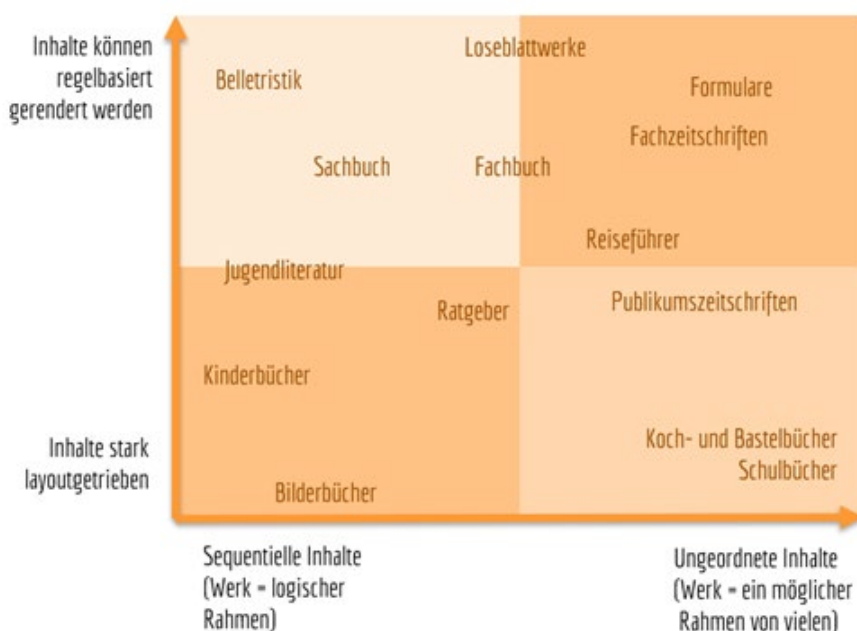 Inhalte können
regelbasiert
gerendert werden
Loseblattwerke
Belletristik
Formulare
Fachzeitschriften
Sachbuch
Fachbuch
Reiseführer
Jugendliteratur
Publikumszeitschriften
Ratgeber
Kinderbücher
Inhalte stark
layoutgetrieben
Koch- und Bastelbücher
Schulbücher
Bilderbücher
Sequentielle Inhalte
(Werk = logischer
Rahmen)
Ungeordnete Inhalte
(Werk = ein möglicher
Rahmen von vielen)